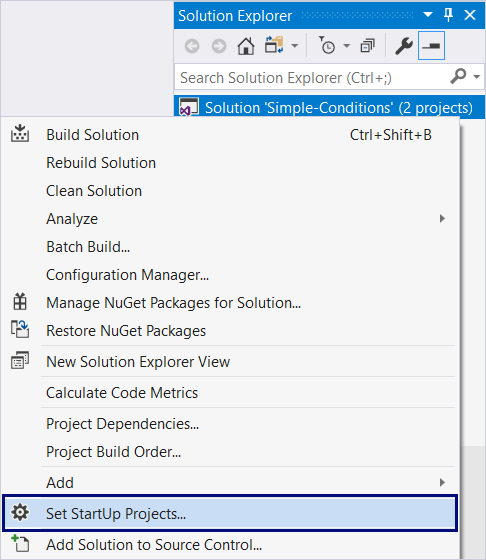 Solution Explorer
Search Solution Explorer (Ctrl+;)
Solution 'Simple-Conditions' (2 projects)
Build Solution Ctrl+Shift+B
Rebuild Solution
Clean Solution
Analyze
Batch Build...
Configuration Manager...
Manage NuGet Packages for Solution...
Restore NuGet Packages
New Solution Explorer View
Calculate Code Metrics
Project Dependencies...
Project Build Order...
Add
Set StartUp Projects...
Add Solution to Source Control...